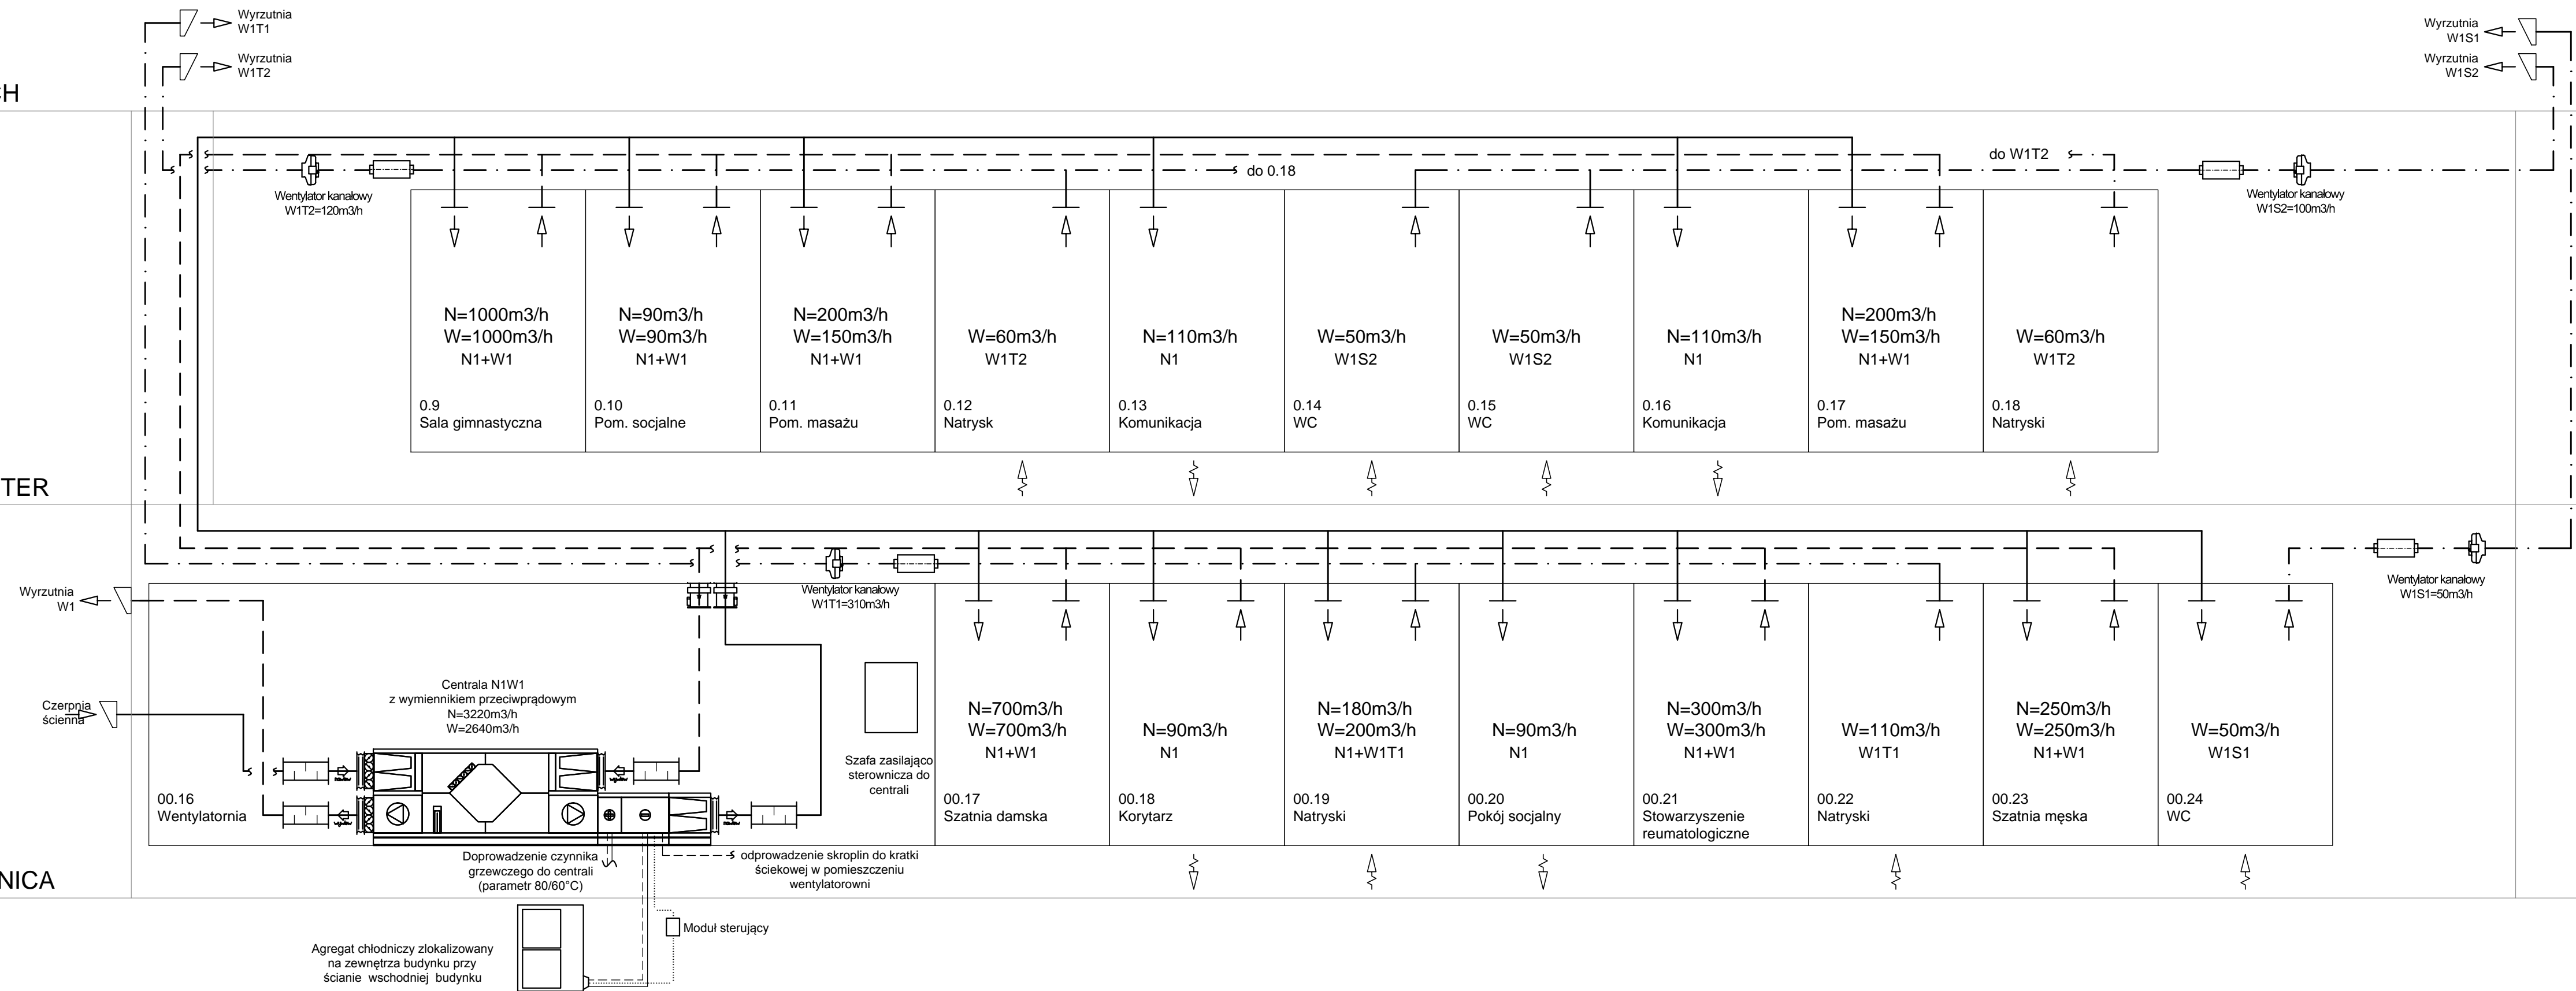 Wyrzutnia
W1T1
Wyrzutnia
W1T2
Wyrzutnia
W1S1
Wyrzutnia
W1S2
CH
do 0.18
do W1T2
Wentylator kanałowy
W1T2=120m3/h
Wentylator kanałowy
W1S2=100m3/h
N=1000m3/h
W=1000m3/h
N1+W1
0.9
Sala gimnastyczna
N=90m3/h
W=90m3/h
N1+W1
0.10
Pom. socjalne
N=200m3/h
W=150m3/h
N1+W1
0.11
Pom. masażu
W=60m3/h
W1T2
0.12
Natrysk
N=110m3/h
N1
0.13
Komunikacja
W=50m3/h
W1S2
0.14
WC
W=50m3/h
W1S2
0.15
WC
N=110m3/h
N1
0.16
Komunikacja
N=200m3/h
W=150m3/h
N1+W1
0.17
Pom. masażu
W=60m3/h
W1T2
0.18
Natryski
TER
Wyrzutnia
W1
Czerpnia
ścienna
Wentylator kanałowy
W1T1=310m3/h
Wentylator kanałowy
W1S1=50m3/h
Centrala N1W1
z wymiennikiem przeciwprądowym
N=3220m3/h
W=2640m3/h
00.16
Wentylatornia
Szafa zasilająco
sterownicza do
centrali
N=700m3/h
W=700m3/h
N1+W1
00.17
Szatnia damska
N=90m3/h
N1
00.18
Korytarz
N=180m3/h
W=200m3/h
N1+W1T1
00.19
Natryski
N=90m3/h
N1
00.20
Pokój socjalny
N=300m3/h
W=300m3/h
N1+W1
00.21
Stowarzyszenie
reumatologiczne
W=110m3/h
W1T1
00.22
Natryski
N=250m3/h
W=250m3/h
N1+W1
00.23
Szatnia męska
W=50m3/h
W1S1
00.24
WC
NICA
Doprowadzenie czynnika
grzewczego do centrali
(parametr 80/60°C)
odprowadzenie skroplin do kratki
ściekowej w pomieszczeniu
wentylatorowni
Moduł sterujący
Agregat chłodniczy zlokalizowany
na zewnętrza budynku przy
ścianie wschodniej budynku